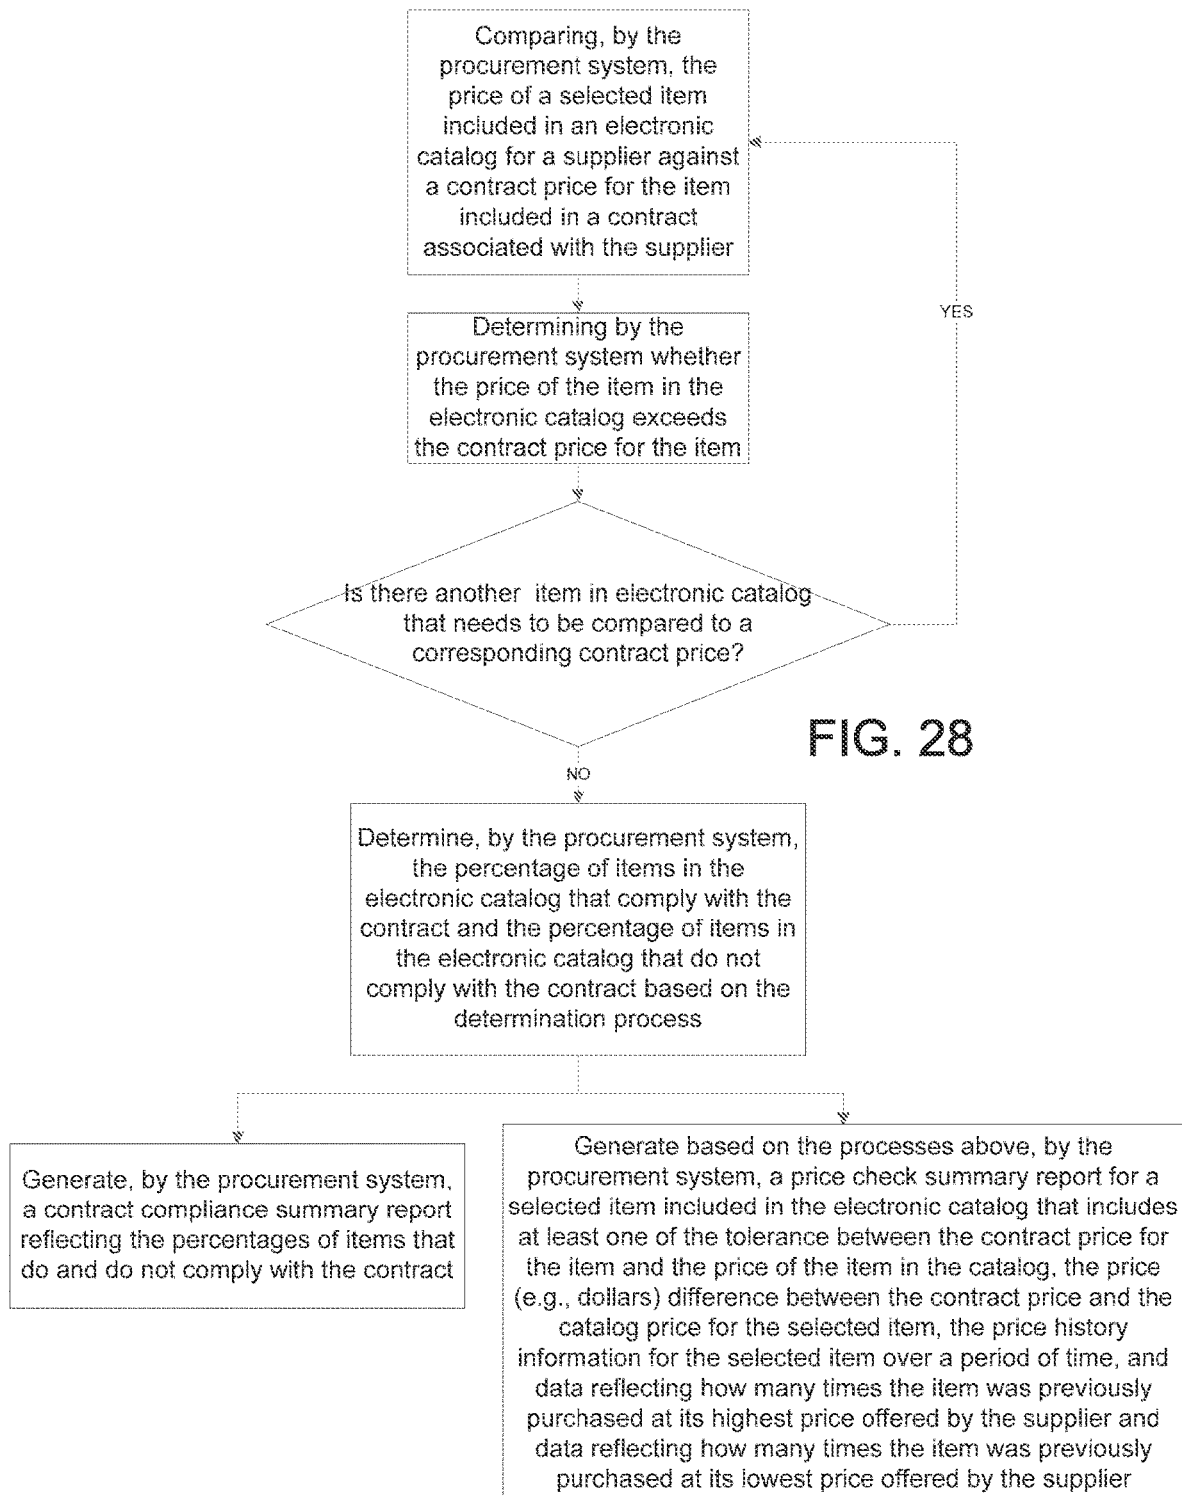 Comparing, by the
procurement system, the
price of a selected item
included in an electronic
catalog for a supplier against
a contract price for the item
included in a contract
associated with the supplier
YES
Determining by the
procurement system whether
the price of the item in the
electronic catalog exceeds
the contract price for the item
Is there another item in electronic catalog
that needs to be compared to a
corresponding contract price?
FIG. 28
NO
Determine, by the procurement system,
the percentage of items in the
electronic catalog that comply with the
contract and the percentage of items in
the electronic catalog that do not
comply with the contract based on the
determination process
Generate, by the procurement system,
a contract compliance summary report
reflecting the percentages of items that
do and do not comply with the contract
Generate based on the processes above, by the
procurement system, a price check summary report for a
selected item included in the electronic catalog that includes
at least one of the tolerance between the contract price for
the item and the price of the item in the catalog, the price
(e.g., dollars) difference between the contract price and the
catalog price for the selected item, the price history
information for the selected item over a period of time, and
data reflecting how many times the item was previously
purchased at its highest price offered by the supplier and
data reflecting how many times the item was previously
purchased at its lowest price offered by the supplier